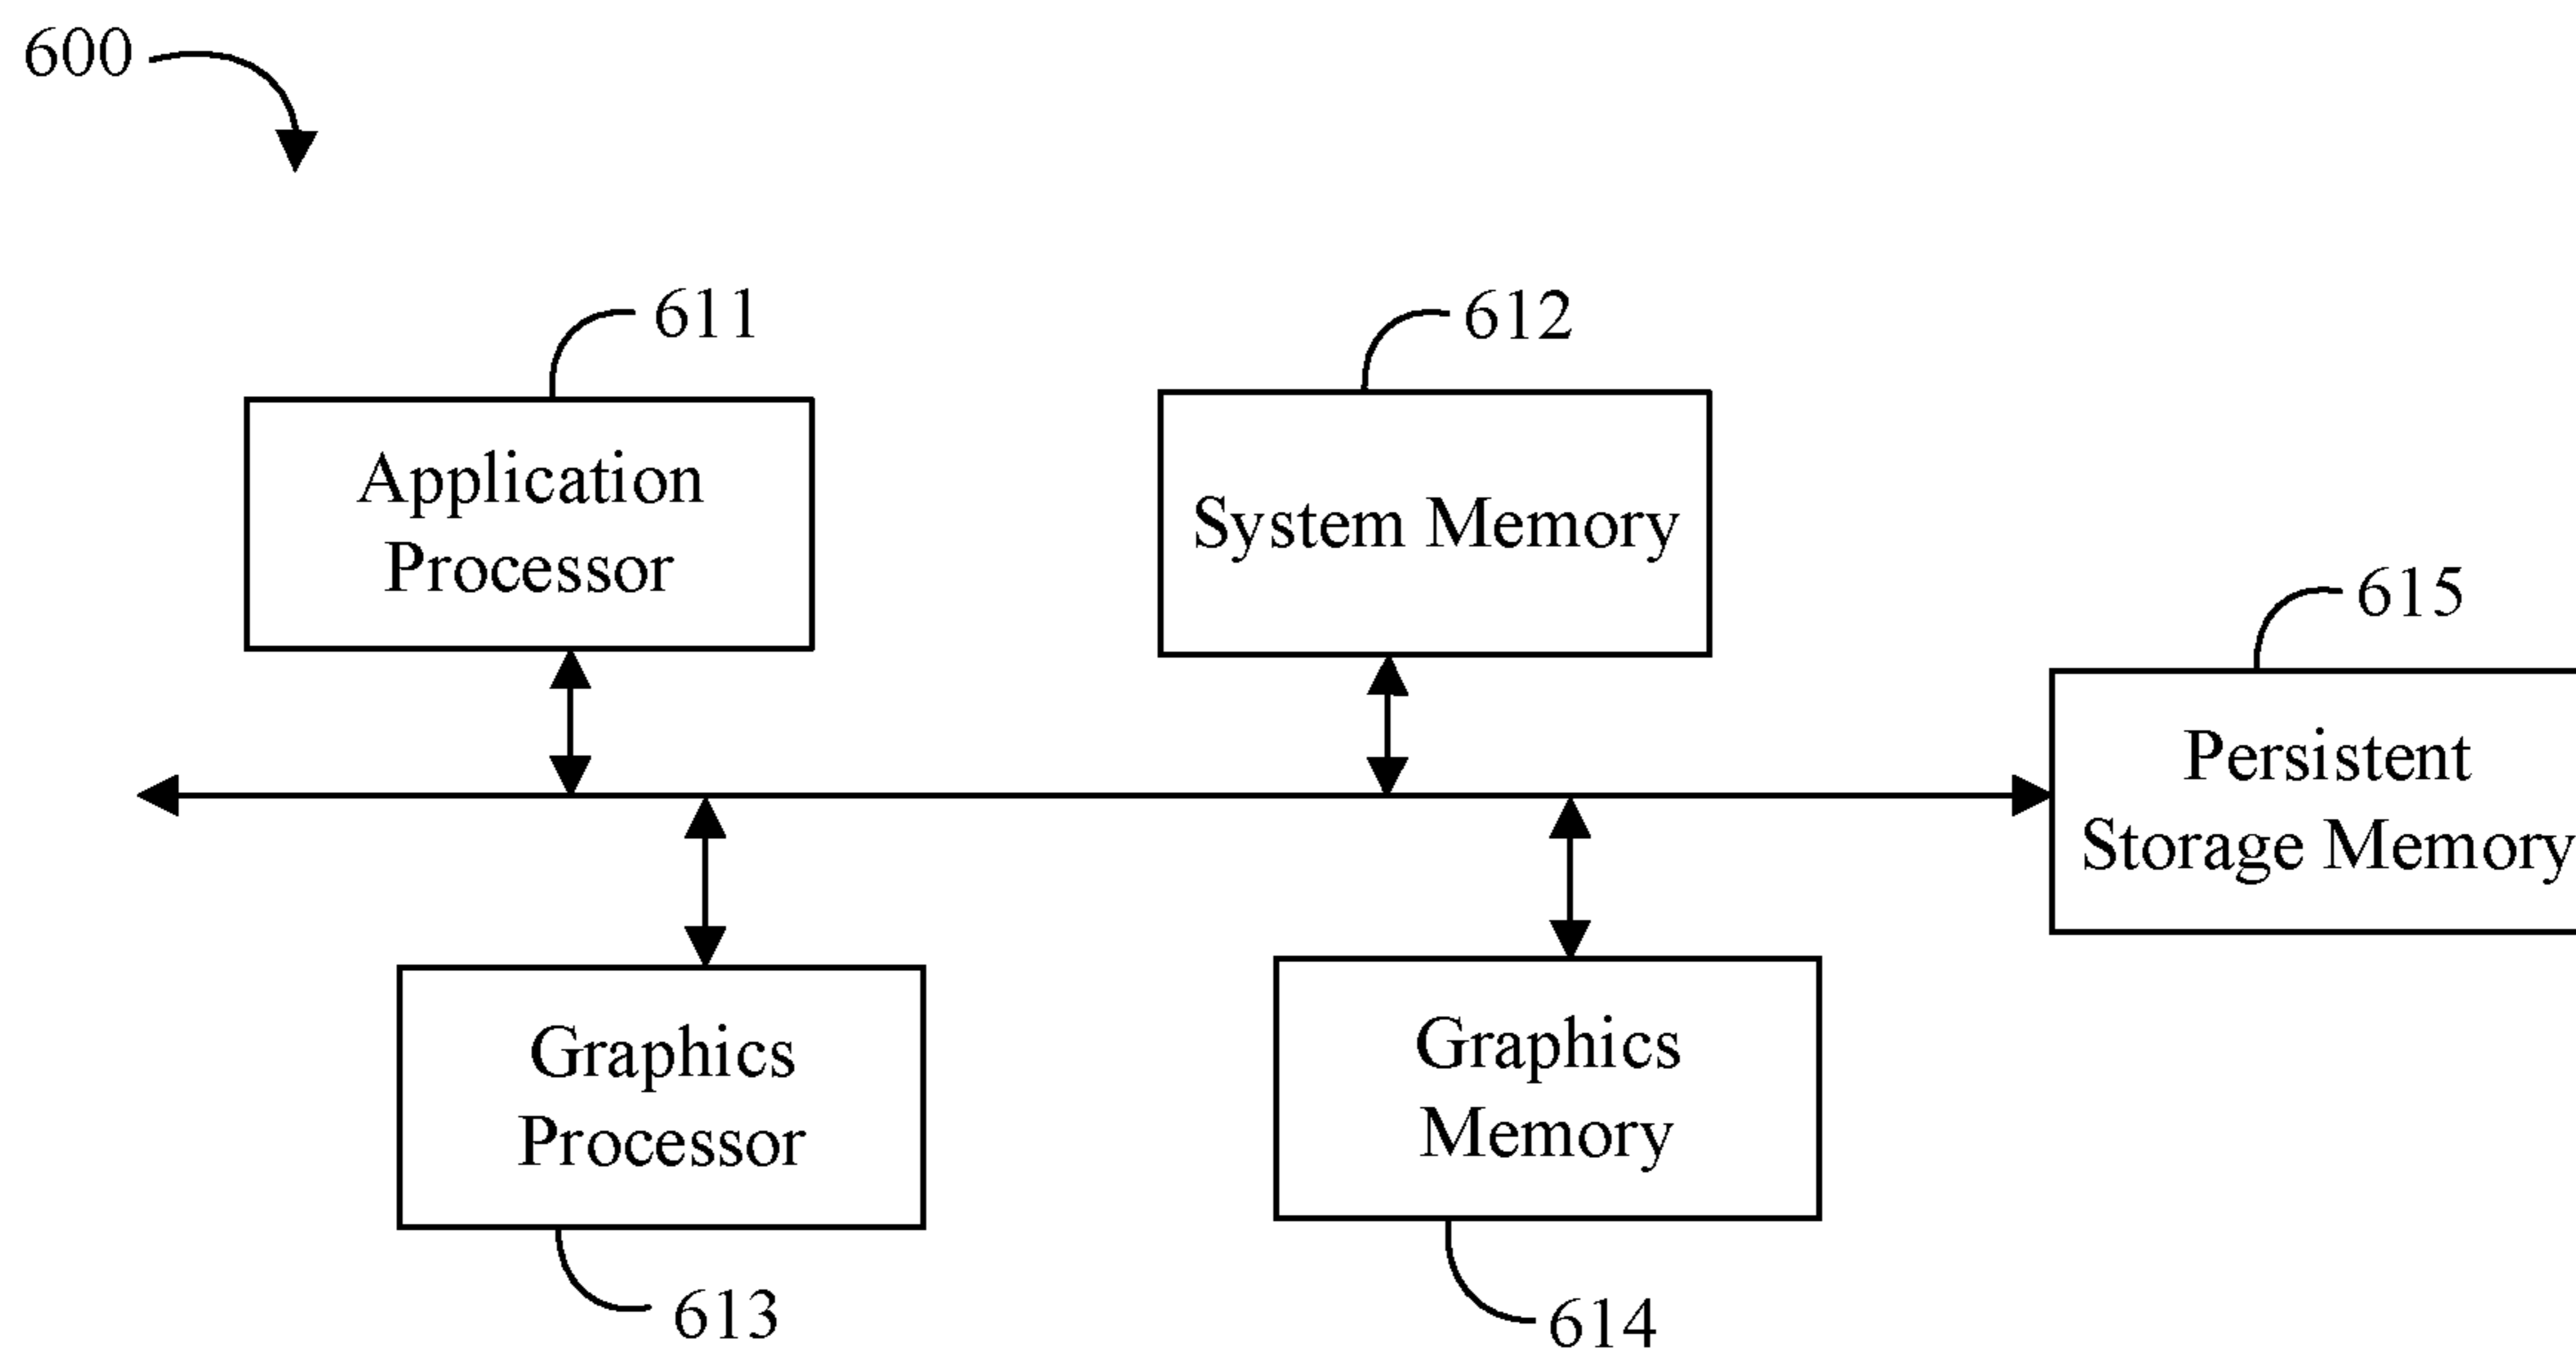 600
611
612
Application
Processor
System Memory
615
Persistent
Storage Memory
Graphics
Processor
Graphics
Memory
613
614